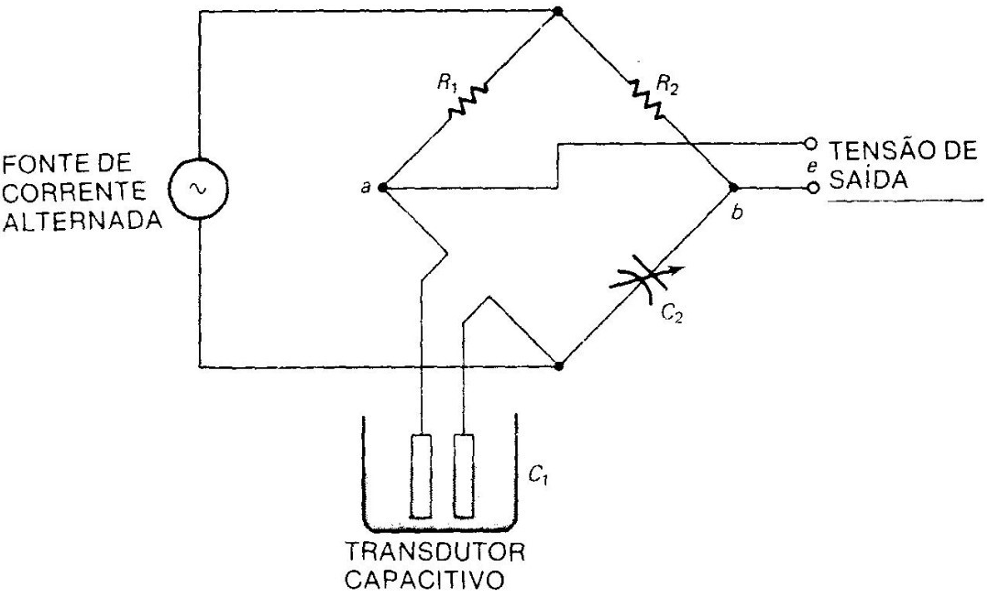 R₁
R₂
FONTE DE
CORRENTE
ALTERNADA
~
a
e
TENSÃO DE
SAÍDA
b
C₂
C₁
TRANSDUTOR
CAPACITIVO